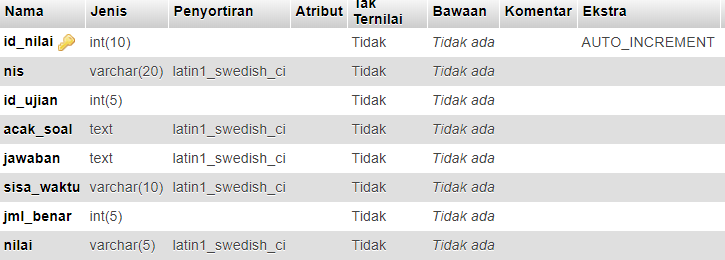 Nama Jenis Penyortiran Atribut Tak Ternilai Bawaan Komentar Ekstra
id_nilai int(10) Tidak Tidak ada AUTO_INCREMENT
nis varchar(20) latin1_swedish_ci Tidak Tidak ada
id_ujian int(5) Tidak Tidak ada
acak_soal text latin1_swedish_ci Tidak Tidak ada
jawaban text latin1_swedish_ci Tidak Tidak ada
sisa_waktu varchar(10) latin1_swedish_ci Tidak Tidak ada
jml_benar int(5) Tidak Tidak ada
nilai varchar(5) latin1_swedish_ci Tidak Tidak ada